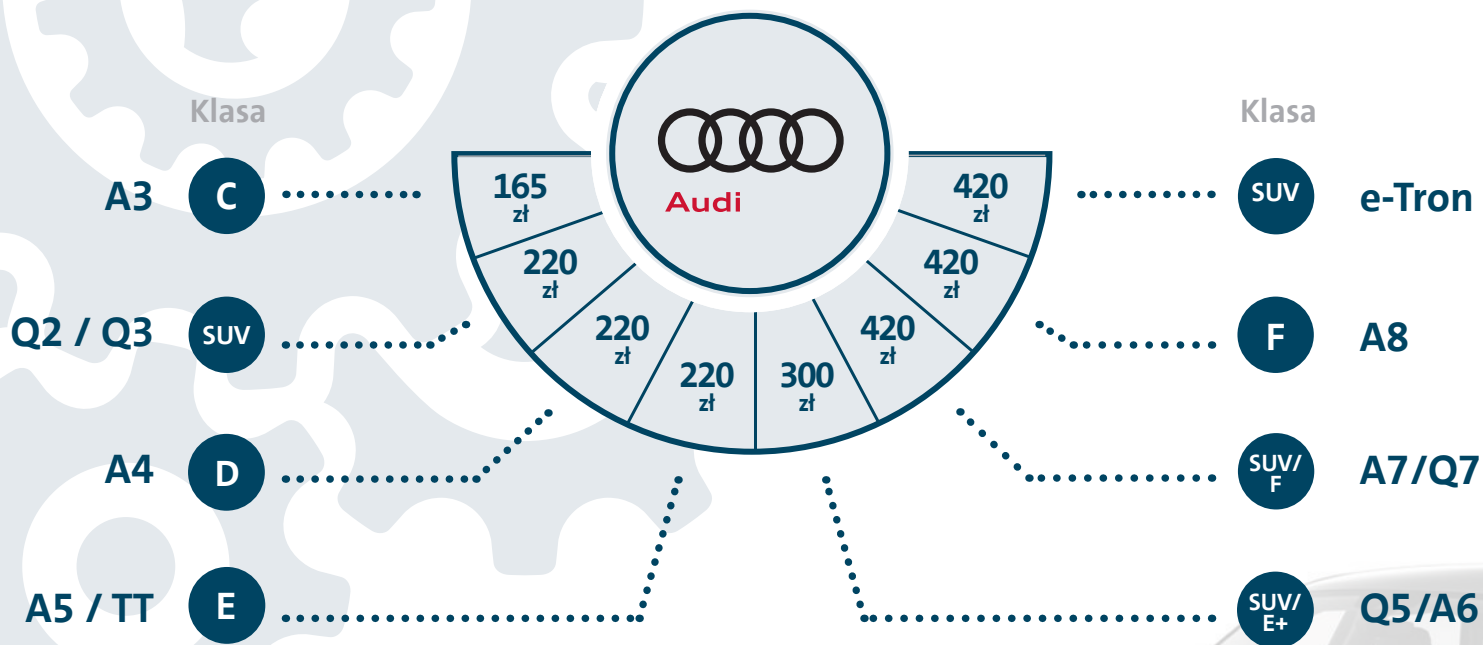 Klasa
A3 C 165 zł
Q2 / Q3 SUV 220 zł
A4 D 220 zł
A5 / TT E 220 zł
Audi
Klasa
420 zł SUV e-Tron
420 zł F A8
420 zł SUV/ F A7/Q7
300 zł SUV/ E+ Q5/A6